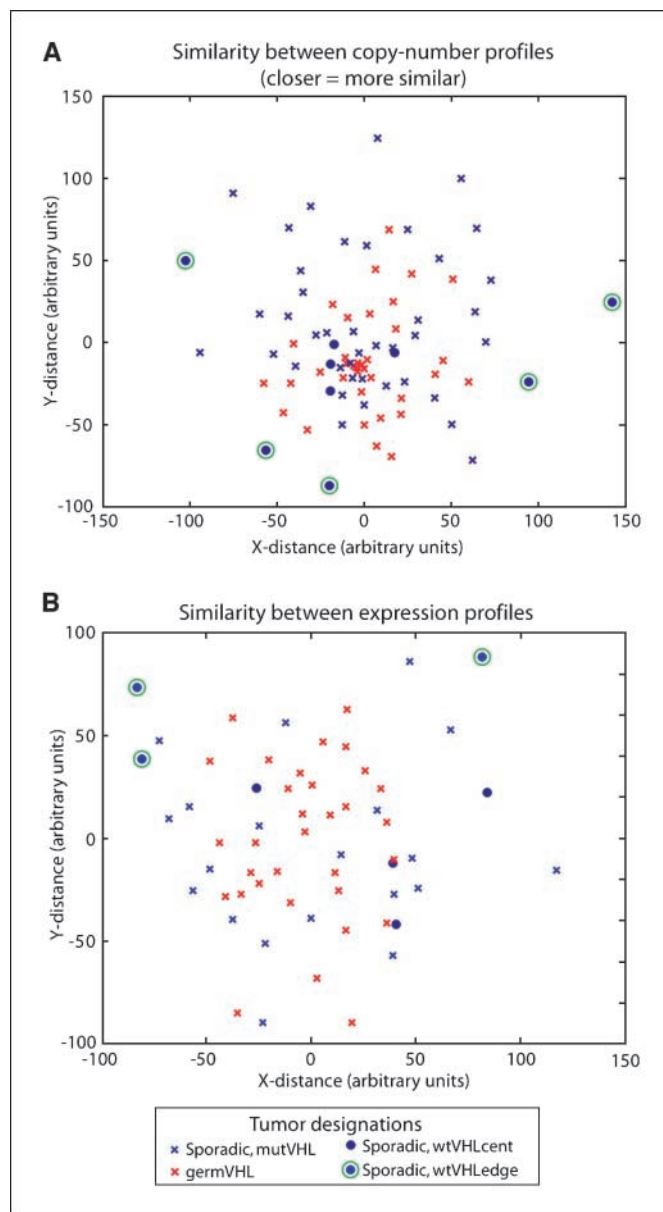 A
Similarity between copy-number profiles
(closer = more similar)
150
100
50
0
-50
-100
-150
-100
-50
0
50
100
150
Y-distance (arbitrary units)
X-distance (arbitrary units)
B
Similarity between expression profiles
100
50
0
-50
-100
-100
-50
0
50
100
150
Y-distance (arbitrary units)
X-distance (arbitrary units)
Tumor designations
Sporadic, mutVHL
Sporadic, wtVHLcent
germVHL
Sporadic, wtVHLedge